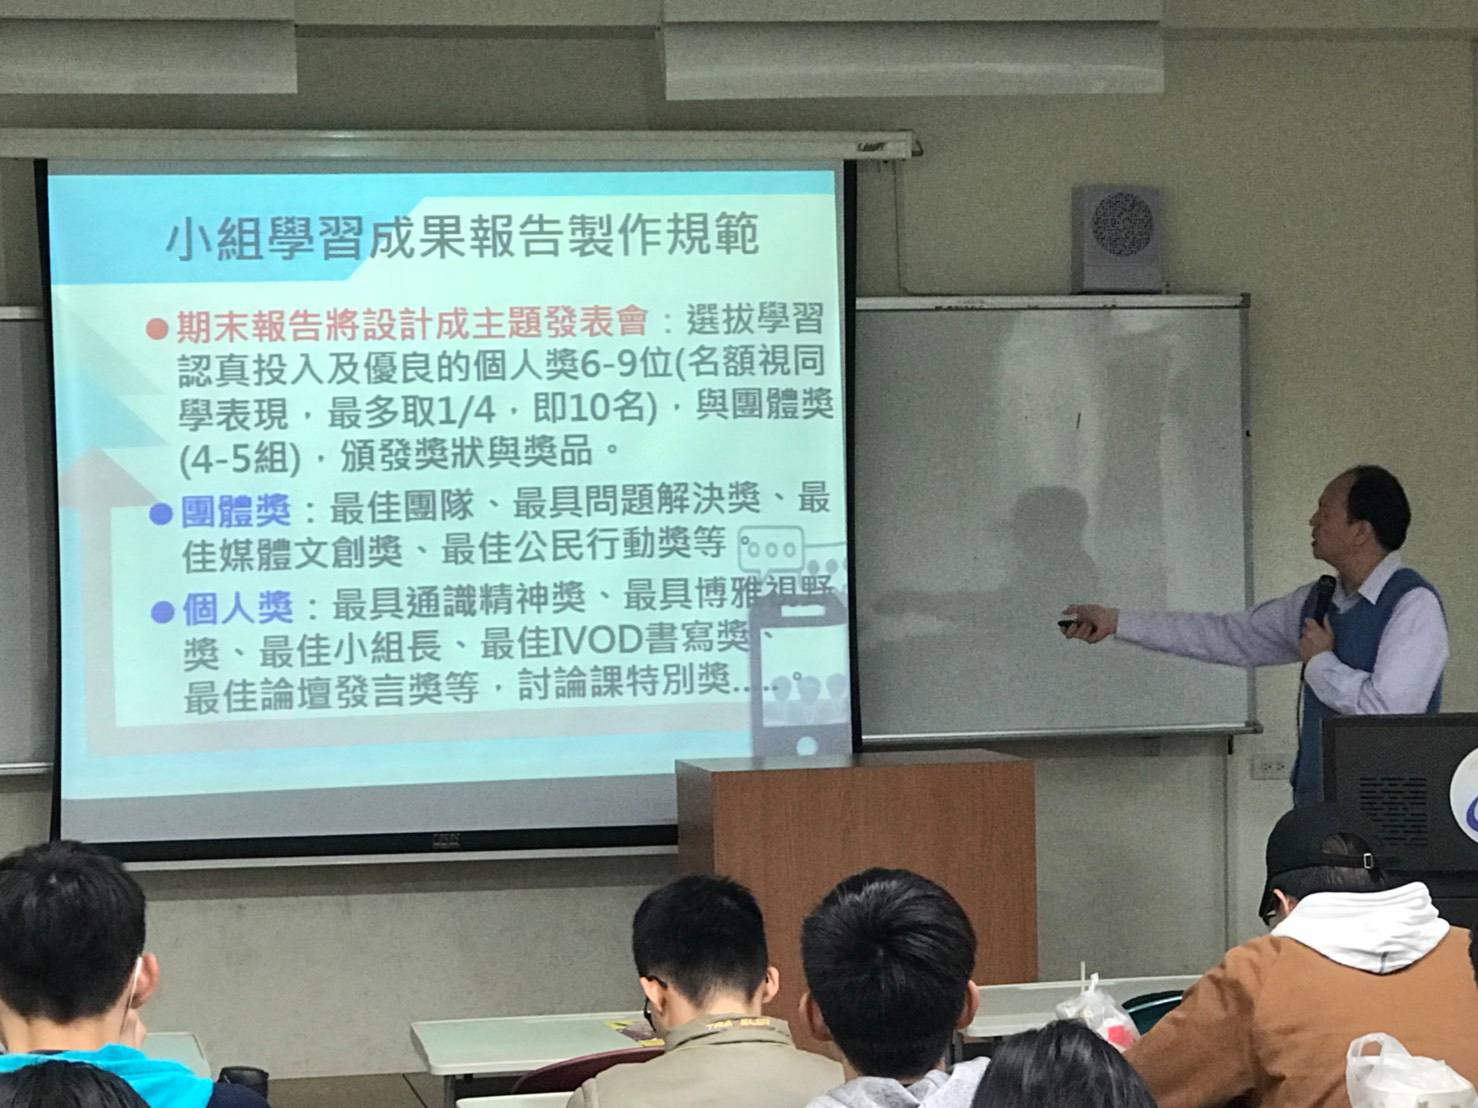 小組學習成果報告製作規範
●期末報告將設計成主題發表會：選拔學習
認真投入及優良的個人獎6-9位(名額視同
學表現，最多取1/4，即10名)，與團體獎
(4-5組)，頒發獎狀與獎品。
●團體獎：最佳團隊、最具問題解決獎、最
佳媒體文創獎、最佳公民行動獎等
●個人獎：最具通識精神獎、最具博雅視野
獎、最佳小組長、最佳IVOD書寫獎、
最佳論壇發言獎等，討論課特別獎.....。